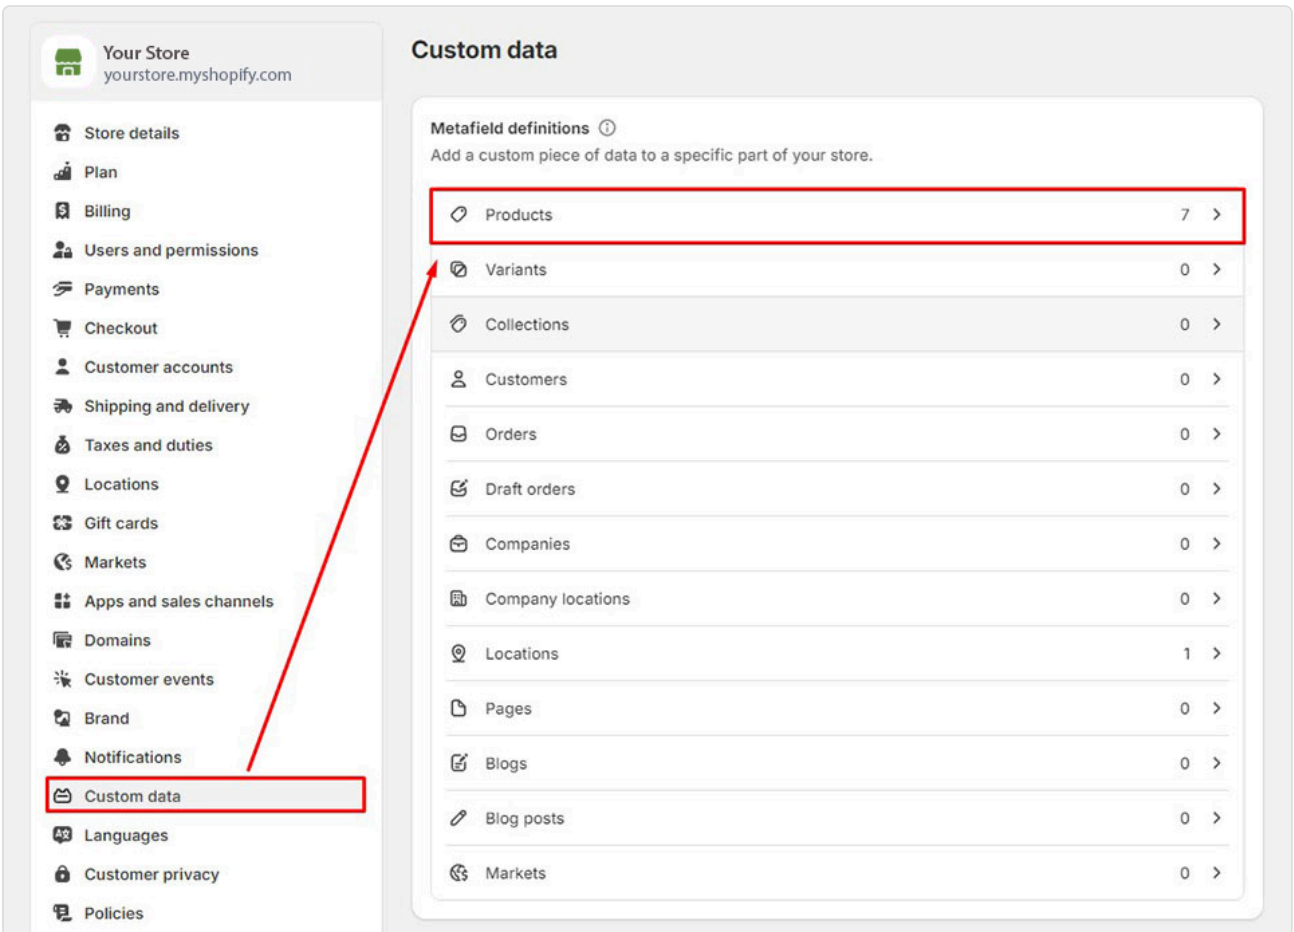 Your Store
yourstore.myshopify.com
Store details
Plan
Billing
Users and permissions
Payments
Checkout
Customer accounts
Shipping and delivery
Taxes and duties
Locations
Gift cards
Markets
Apps and sales channels
Domains
Customer events
Brand
Notifications
Custom data
Languages
Customer privacy
Policies
Custom data
Metafield definitions
Add a custom piece of data to a specific part of your store.
Products 7
Variants 0
Collections 0
Customers 0
Orders 0
Draft orders 0
Companies 0
Company locations 0
Locations 1
Pages 0
Blogs 0
Blog posts 0
Markets 0